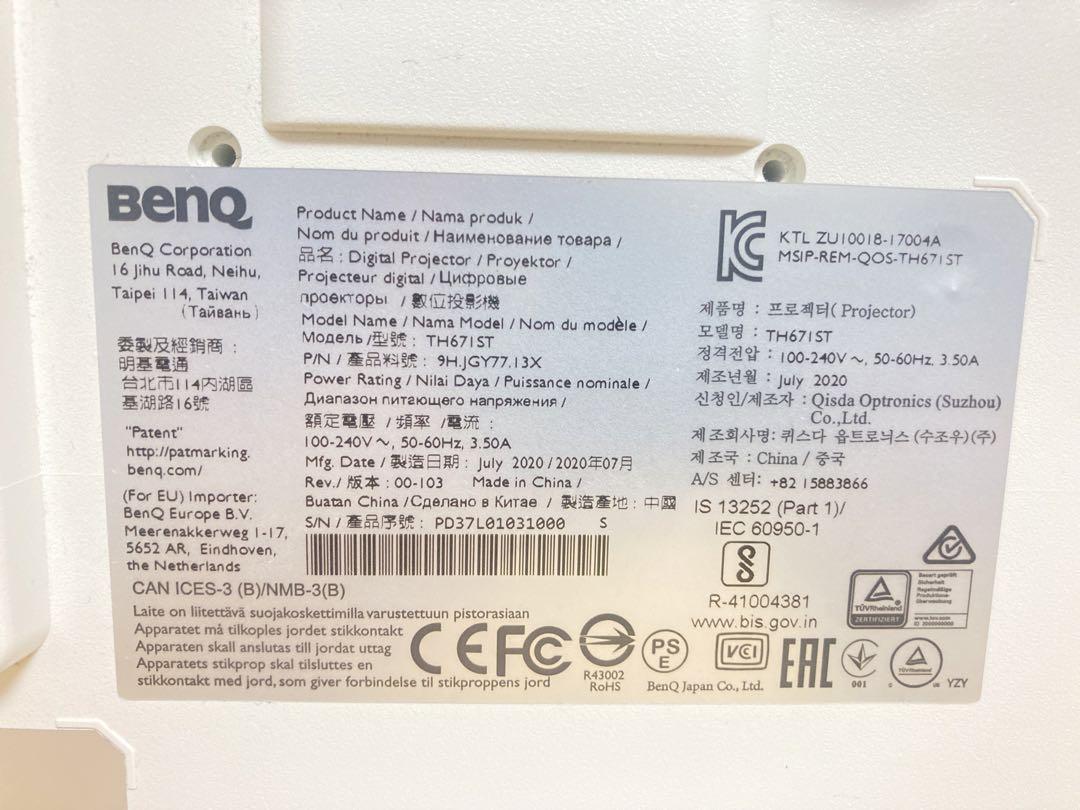 BenQ
BenQ Corporation
16 Jihu Road, Neihu,
Taipei 114, Taiwan
(Тайвань)
委製及經銷商：
明基電通
台北市114內湖區
基湖路16號
"Patent"
http://patmarking.
benq.com/
(For EU) Importer:
BenQ Europe B.V.
Meerenakkerweg 1-17,
5652 AR, Eindhoven,
the Netherlands
Product Name / Nama produk /
Nom du produit / Наименование товара /
品名：Digital Projector / Proyektor /
Projecteur digital / Цифровые
проекторы / 數位投影機
Model Name / Nama Model / Nom du modèle /
Модель /型號：TH671ST
P/N / 產品料號：9H.JGY77.13X
Power Rating / Nilai Daya / Puissance nominale /
Диапазон питающего напряжения /
額定電壓 / 頻率 / 電流：
100-240V ~, 50-60Hz, 3.50A
Mfg. Date / 製造日期：July 2020 / 2020年07月
Rev./ 版本：00-103 Made in China /
Buatan China /Сделано в Китае / 製造產地：中國
S/N / 產品序號：PD37L01031000 S
KTL ZU10018-17004A
MSIP-REM-QOS-TH671ST
제품명 : 프로젝터( Projector)
모델명 : TH671ST
정격전압 : 100-240V ~, 50-60Hz, 3.50A
제조년월 : July 2020
신청인/제조자 : Qisda Optronics (Suzhou)
Co.,Ltd.
제조회사명: 퀴스다 옵트로닉스 (수조우)(주)
제조국 : China / 중국
A/S 센터: +82 15883866
IS 13252 (Part 1)/
IEC 60950-1
R-41004381
www.bis.gov.in
CAN ICES-3 (B)/NMB-3(B)
Laite on liitettävä suojakoskettimilla varustettuun pistorasiaan
Apparatet må tilkoples jordet stikkontakt
Apparaten skall anslutas till jordat uttag
Apparatets stikprop skal tilsluttes en
stikkontakt med jord, som giver forbindelse til stikproppens jord
CE FC
R43002
RoHS
PS
E
BenQ Japan Co., Ltd.
VCCI
EAC
001
TÜVRheinland
ZERTIFIZIERT
Bauart geprüft
Sicherheit
Regelmäßige
Produktions-
überwachung
www.tuv.com
TÜVRheinland
C US
YZY